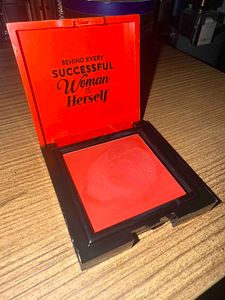 BEHIND EVERY
SUCCESSFUL
Woman
IS
Herself